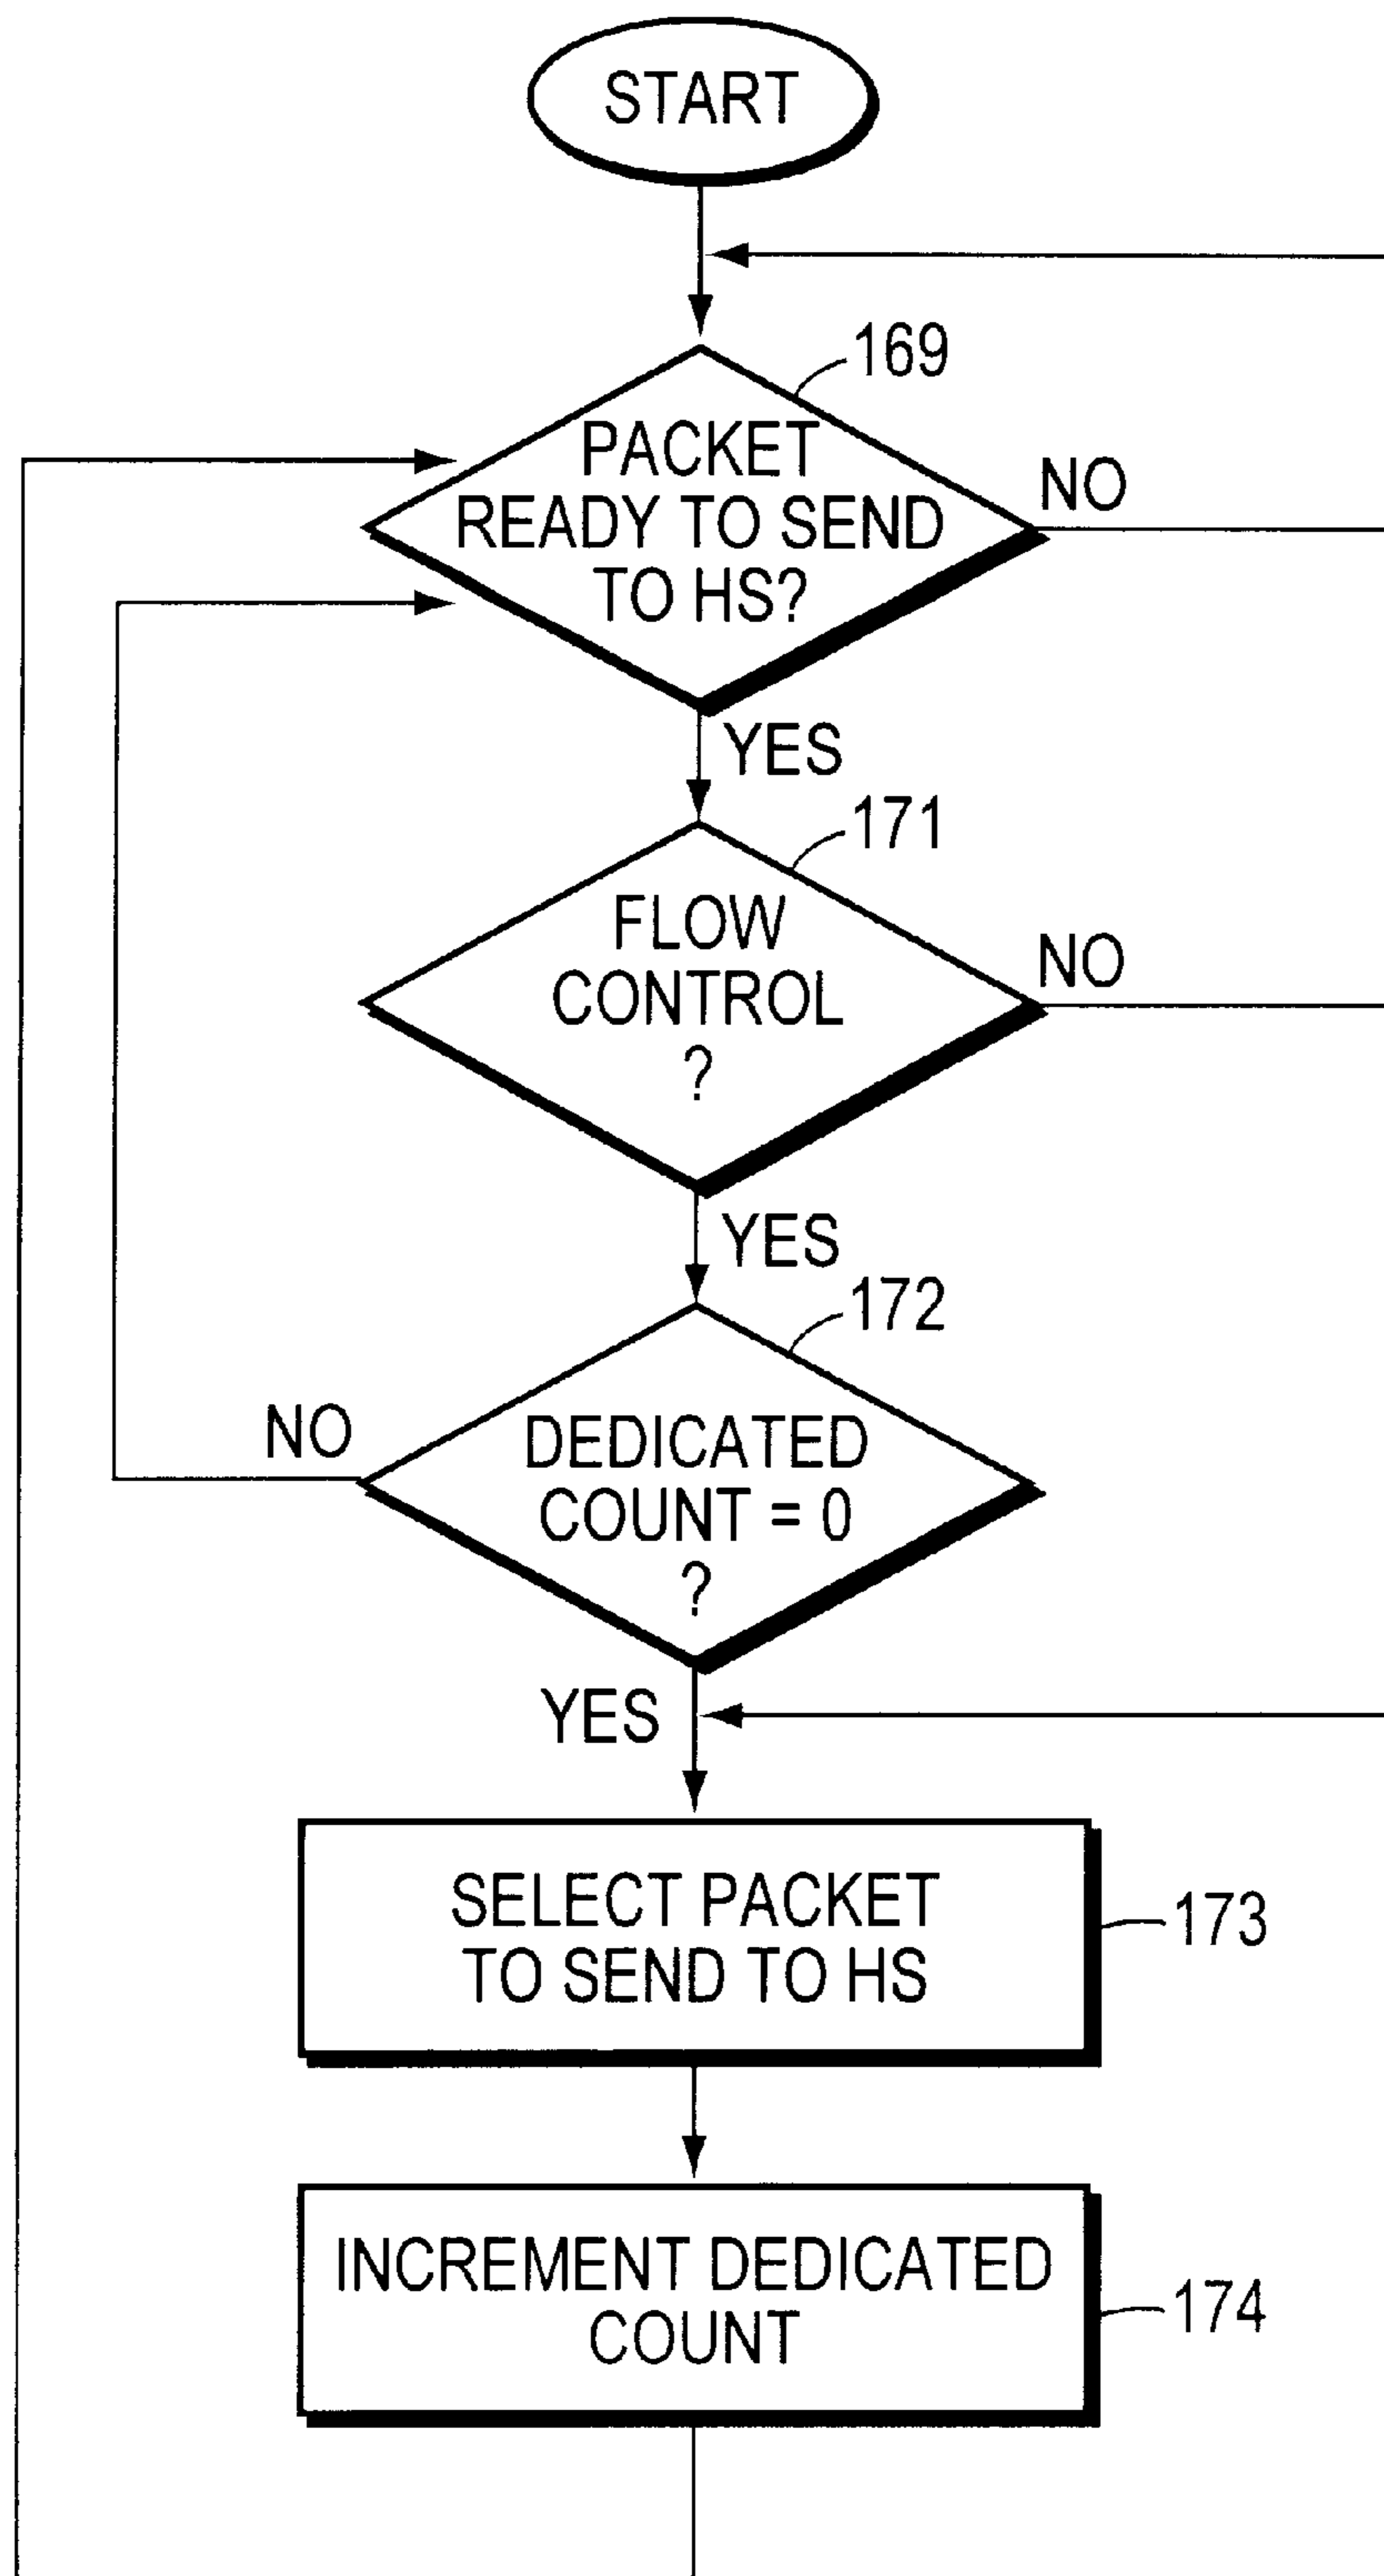 START
169
PACKET
READY TO SEND
TO HS?
NO
YES
171
FLOW
CONTROL
?
NO
YES
172
NO
DEDICATED
COUNT = 0
?
YES
SELECT PACKET
TO SEND TO HS
173
INCREMENT DEDICATED
COUNT
174